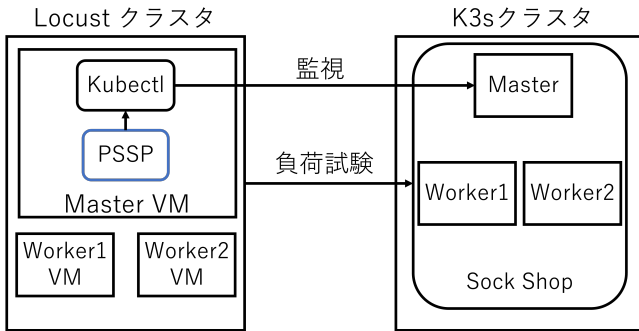 Locust クラスタ
K3sクラスタ
Kubectl
監視
Master
PSSP
負荷試験
Master VM
Worker1
Worker2
Worker1
VM
Worker2
VM
Sock Shop